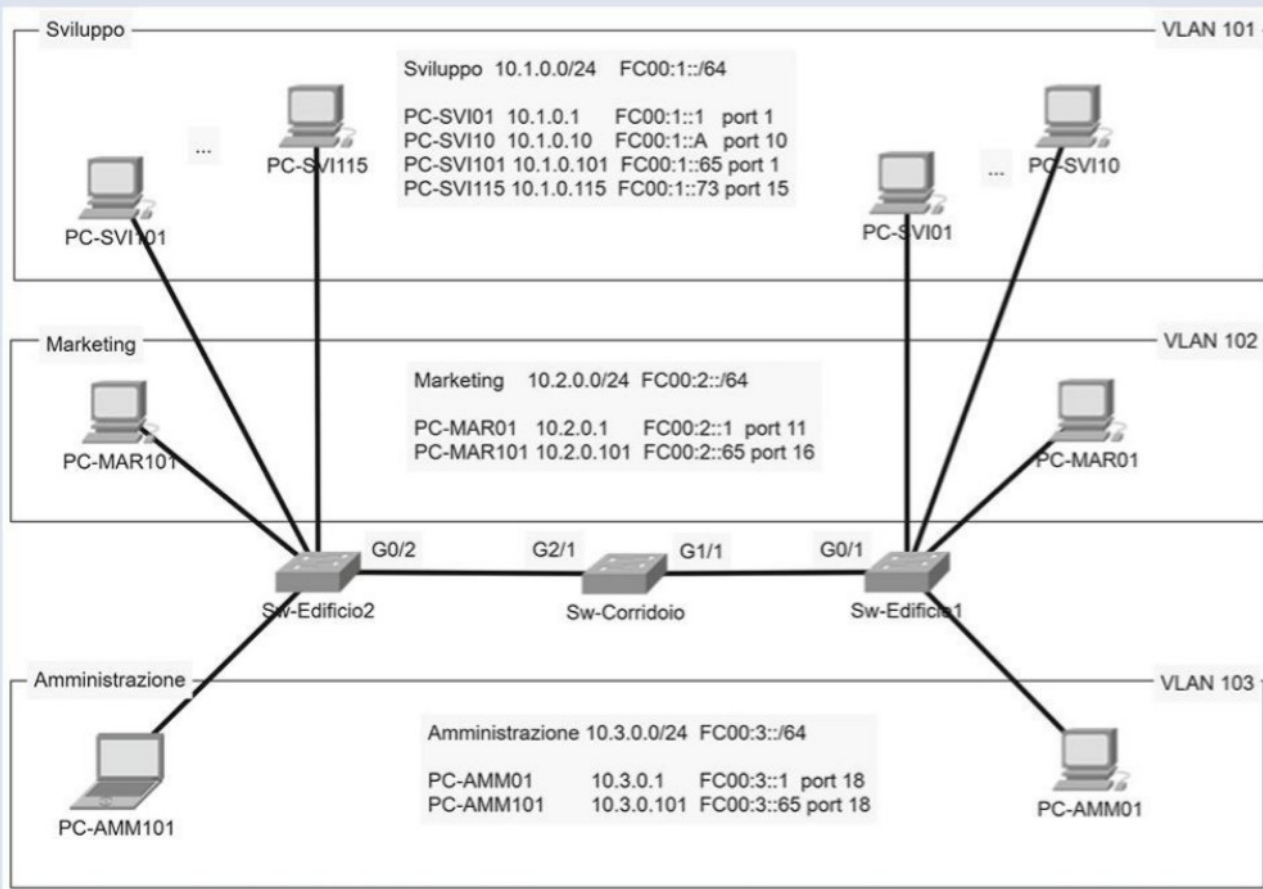 Sviluppo
VLAN 101
Sviluppo 10.1.0.0/24 FC00:1::/64
PC-SVI01 10.1.0.1 FC00:1::1 port 1
PC-SVI10 10.1.0.10 FC00:1::A port 10
PC-SVI101 10.1.0.101 FC00:1::65 port 1
PC-SVI115 10.1.0.115 FC00:1::73 port 15
...
PC-SVI115
...
PC-SVI10
PC-SVI101
PC-SVI01
Marketing
VLAN 102
Marketing 10.2.0.0/24 FC00:2::/64
PC-MAR01 10.2.0.1 FC00:2::1 port 11
PC-MAR101 10.2.0.101 FC00:2::65 port 16
PC-MAR101
PC-MAR01
G0/2
G2/1
G1/1
G0/1
Sw-Edificio2
Sw-Corridoio
Sw-Edificio1
Amministrazione
VLAN 103
Amministrazione 10.3.0.0/24 FC00:3::/64
PC-AMM01 10.3.0.1 FC00:3::1 port 18
PC-AMM101 10.3.0.101 FC00:3::65 port 18
PC-AMM101
PC-AMM01